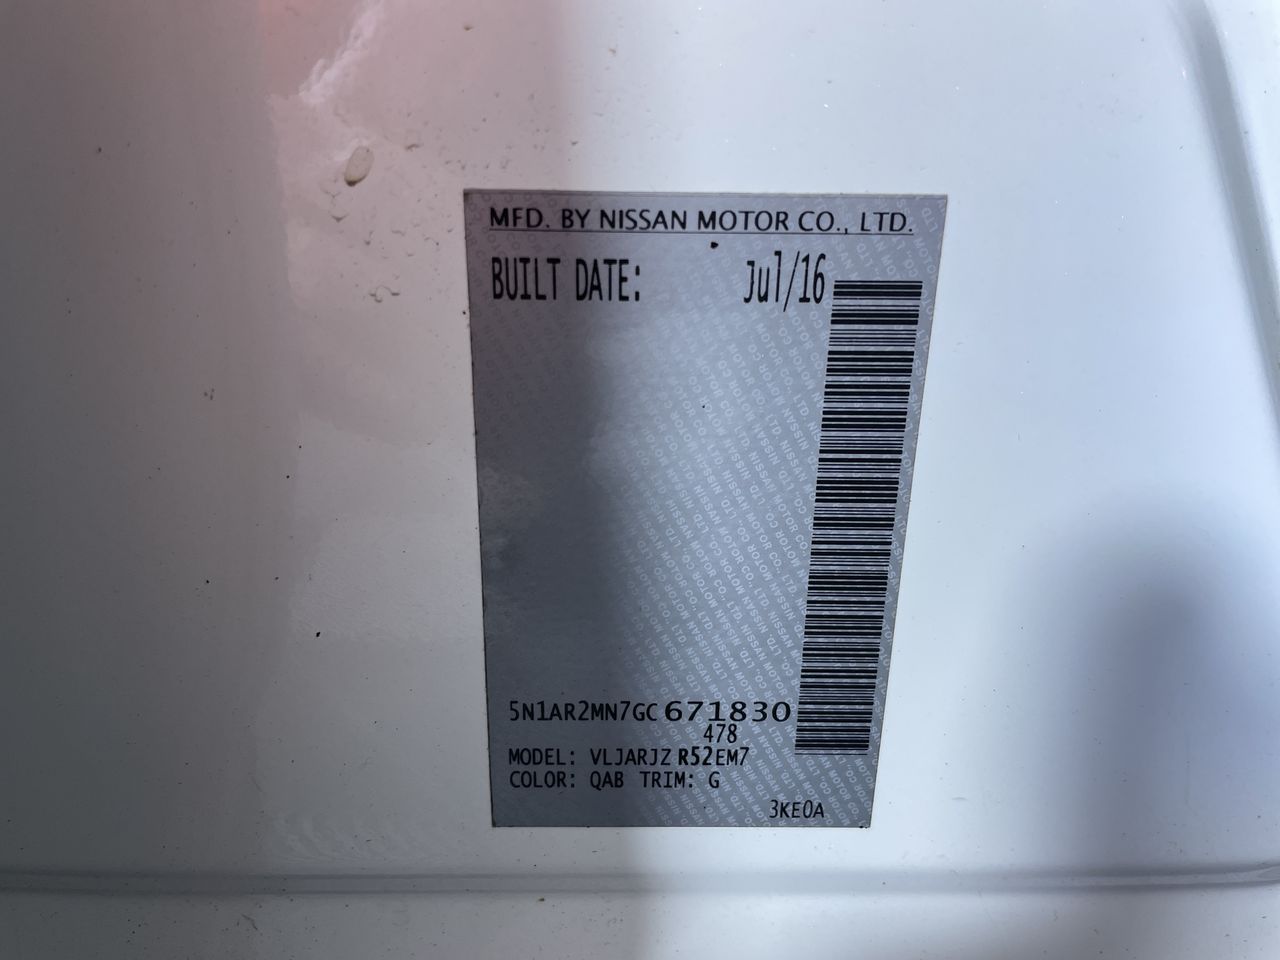 MFD. BY NISSAN MOTOR CO., LTD.
BUILT DATE: Jul/16
5N1AR2MN7GC671830
478
MODEL: VLJARJZ R52EM7
COLOR: QAB TRIM: G
3KE0A